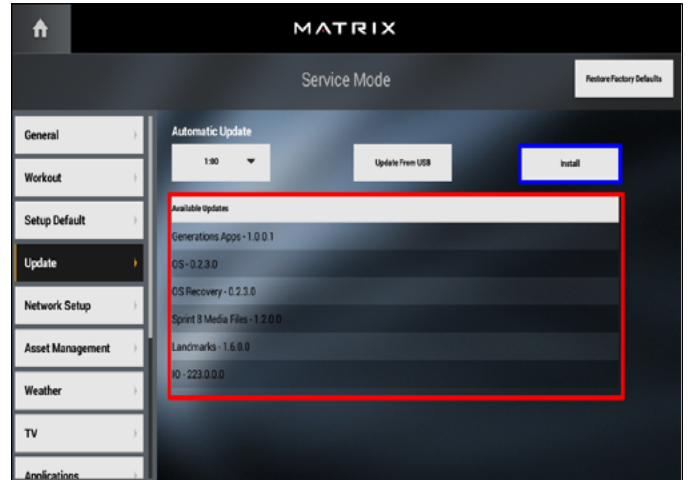 MATRIX
Service Mode
Restore Factory Defaults
General
Workout
Setup Default
Update
Network Setup
Asset Management
Weather
TV
Applications
Automatic Update
1:00
Update From USB
Install
Available Updates
Generations Apps - 1.0.0.1
OS - 0.2.3.0
OS Recovery - 0.2.3.0
Sprint 8 Media Files - 1.2.0.0
Landmarks - 1.6.0.0
IO - 223.0.0.0